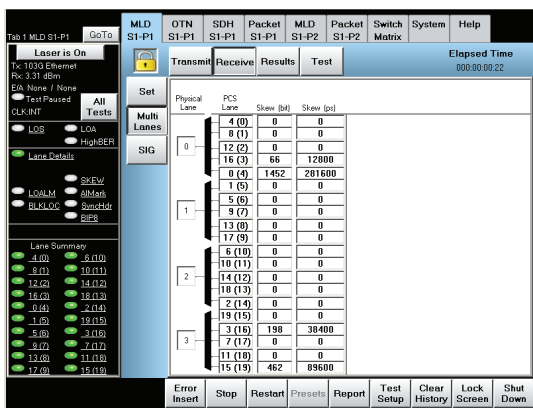 MLD S1-P1
OTN S1-P1
SDH S1-P1
Packet S1-P1
MLD S1-P2
Packet S1-P2
Switch Matrix
System
Help
Tab 1 MLD S1-P1 GoTo
Laser is On
Tx: 103G Ethernet
Rx: 3.31 dBm
E/A None / None
Test Paused
CLK:INT
All Tests
LOS LOA
HighBER
Lane Details
SKEW
LOALM AlMark
BLKLOC SyncHdr
BIP8
Lane Summary
4 (0) 6 (10)
8 (1) 10 (11)
12 (2) 14 (12)
16 (3) 18 (13)
0 (4) 2 (14)
1 (5) 19 (15)
5 (6) 3 (16)
9 (7) 7 (17)
13 (8) 11 (18)
17 (9) 15 (19)
Transmit Receive Results Test
Elapsed Time
000:00:00:22
Set
Multi Lanes
SIG
Physical Lane
PCS Lane
Skew (bit)
Skew (ps)
4 (0) 0 0
8 (1) 0 0
0
12 (2) 0 0
16 (3) 66 12800
0 (4) 1452 281600
1 (5) 0 0
5 (6) 0 0
1
9 (7) 0 0
13 (8) 0 0
17 (9) 0 0
6 (10) 0 0
10 (11) 0 0
2
14 (12) 0 0
18 (13) 0 0
2 (14) 0 0
19 (15) 0 0
3 (16) 198 38400
3
7 (17) 0 0
11 (18) 0 0
15 (19) 462 89600
Error Insert
Stop
Restart
Presets
Report
Test Setup
Clear History
Lock Screen
Shut Down